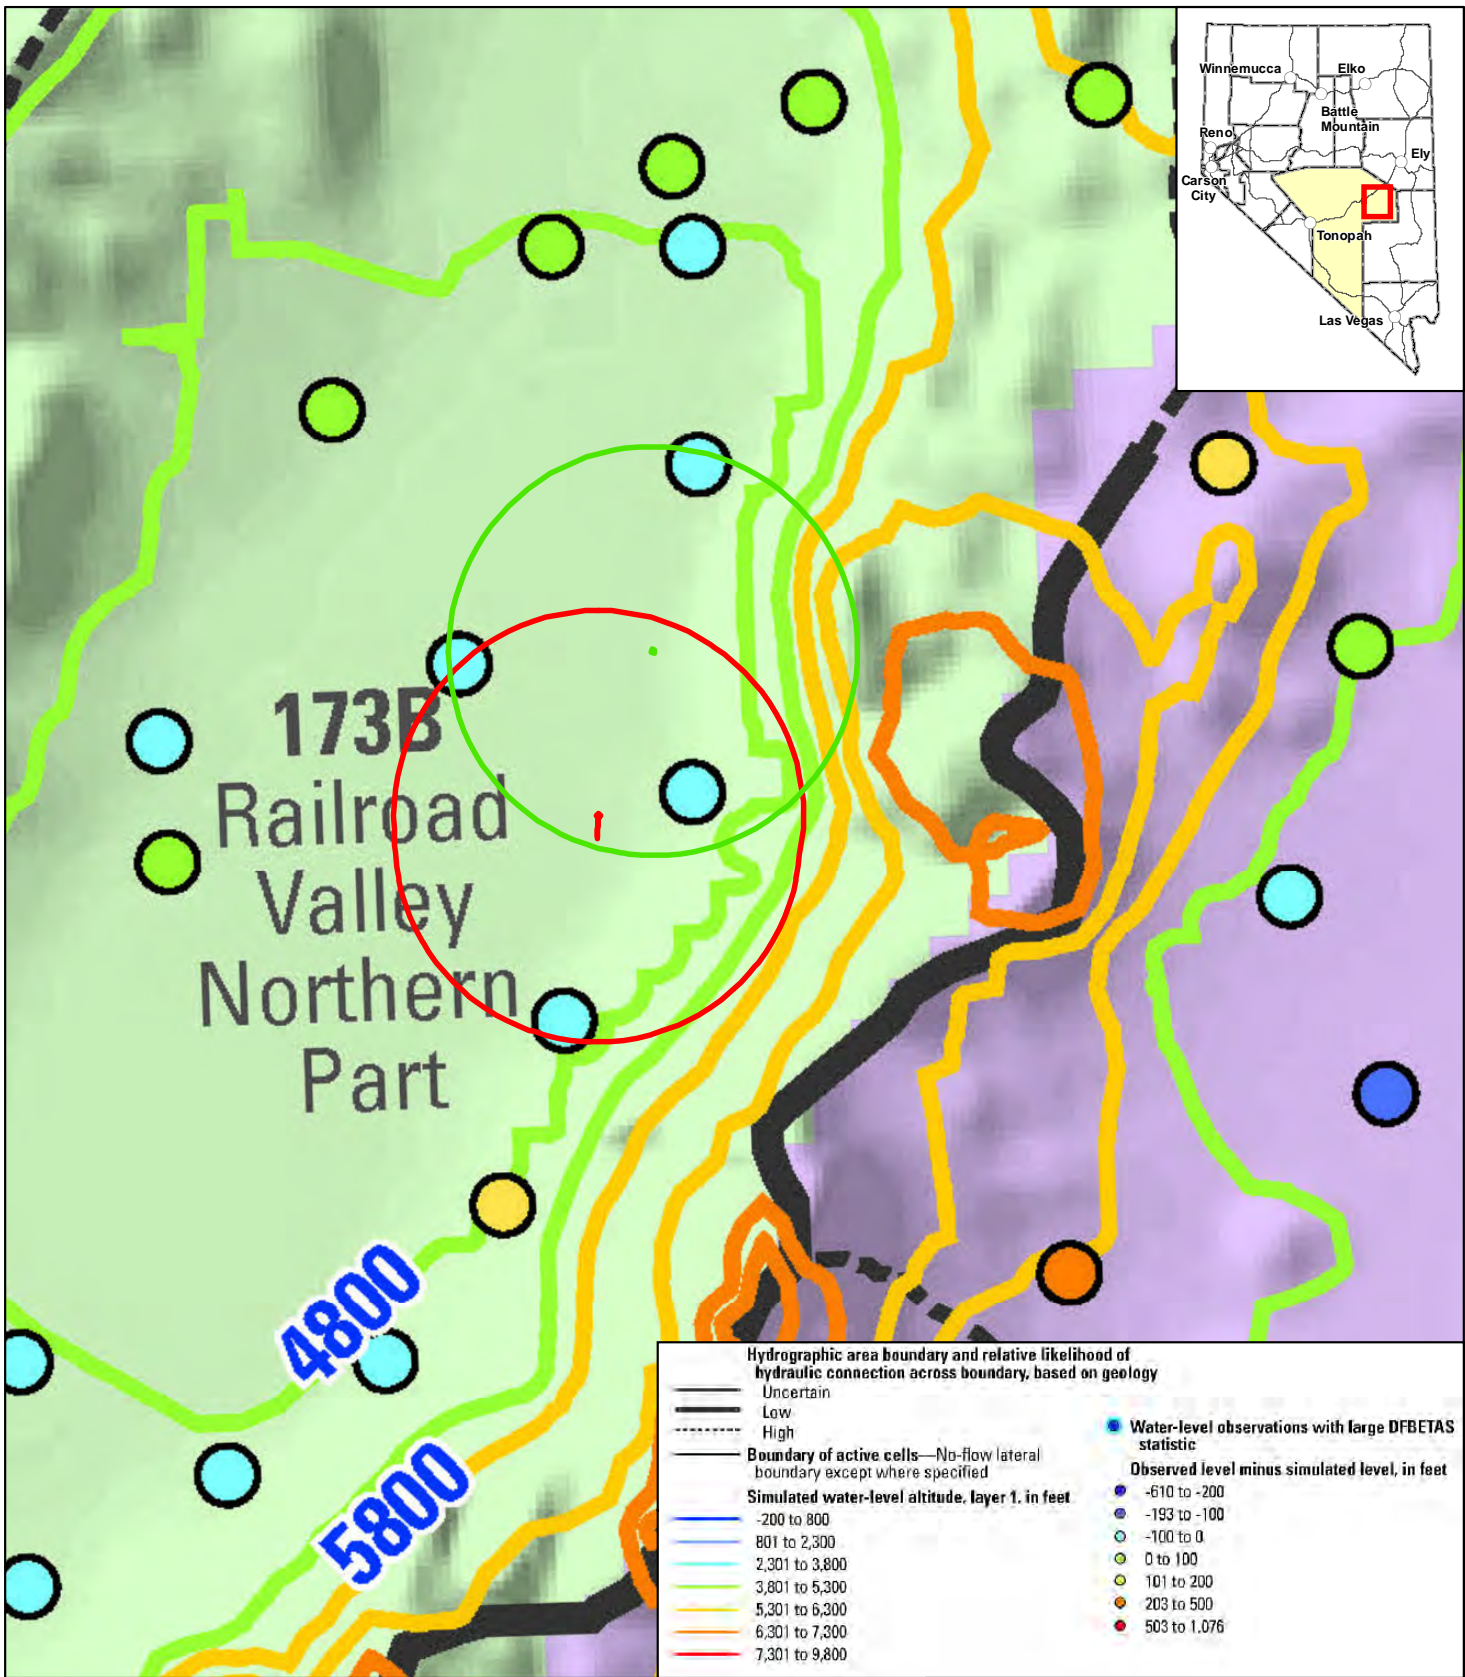 Winnemucca
Elko
Battle
Mountain
Reno
Ely
Carson
City
Tonopah
Las Vegas
173B
Railroad
Valley
Northern
Part
4800
5800
Hydrographic area boundary and relative likelihood of
hydraulic connection across boundary, based on geology
Uncertain
Low
High
Boundary of active cells—No-flow lateral
boundary except where specified
Simulated water-level altitude, layer 1, in feet
-200 to 800
801 to 2,300
2,301 to 3,800
3,801 to 5,300
5,301 to 6,300
6,301 to 7,300
7,301 to 9,800
Water-level observations with large DFBETAS
statistic
Observed level minus simulated level, in feet
-610 to -200
-193 to -100
-100 to 0
0 to 100
101 to 200
203 to 500
503 to 1,076